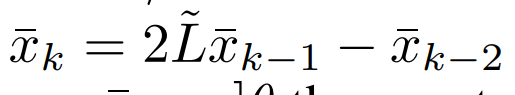 x̄ₖ = 2L̃x̄ₖ₋₁ − x̄ₖ₋₂